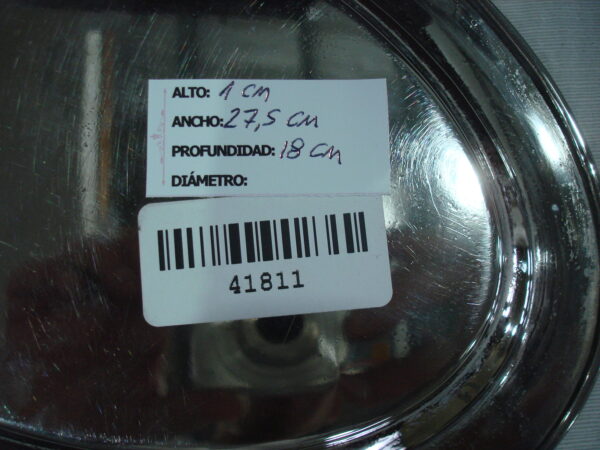 ALTO: 1 cm
ANCHO: 27,5 cm
PROFUNDIDAD: 18 cm
DIÁMETRO:
41811